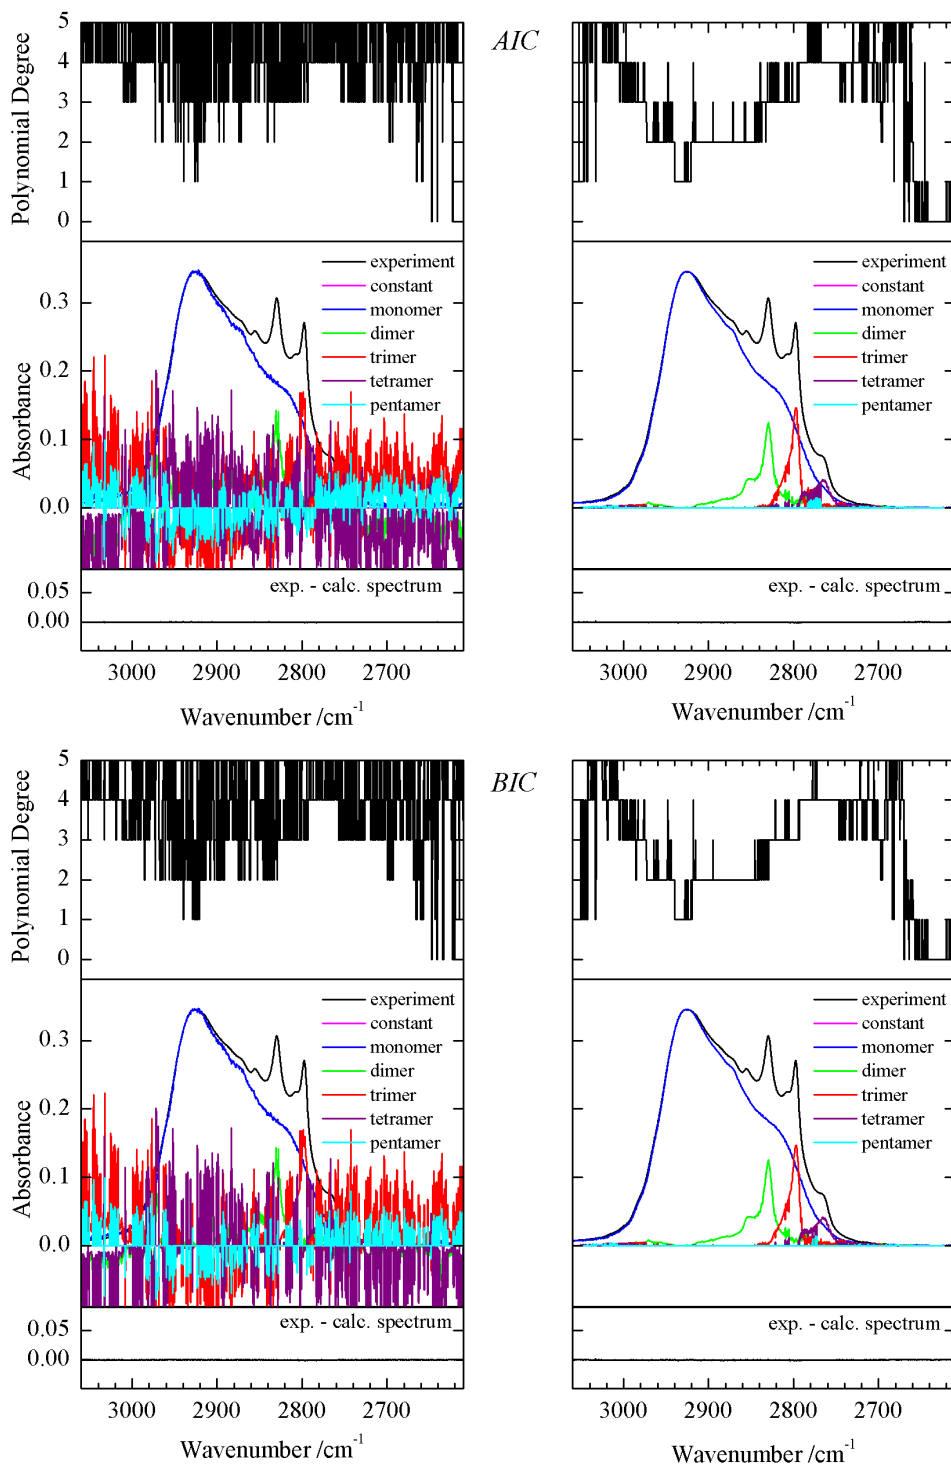 AIC
Polynomial Degree
5
4
3
2
1
0
experiment
constant
monomer
dimer
trimer
tetramer
pentamer
experiment
constant
monomer
dimer
trimer
tetramer
pentamer
Absorbance
0.3
0.2
0.1
0.0
exp. - calc. spectrum
exp. - calc. spectrum
0.05
0.00
3000 2900 2800 2700
3000 2900 2800 2700
Wavenumber /cm-1
Wavenumber /cm-1
BIC
Polynomial Degree
5
4
3
2
1
0
experiment
constant
monomer
dimer
trimer
tetramer
pentamer
experiment
constant
monomer
dimer
trimer
tetramer
pentamer
Absorbance
0.3
0.2
0.1
0.0
exp. - calc. spectrum
exp. - calc. spectrum
0.05
0.00
3000 2900 2800 2700
3000 2900 2800 2700
Wavenumber /cm-1
Wavenumber /cm-1